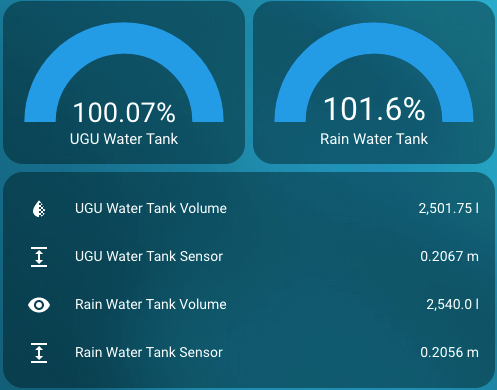 100.07%
UGU Water Tank
101.6%
Rain Water Tank
UGU Water Tank Volume 2,501.75 l
UGU Water Tank Sensor 0.2067 m
Rain Water Tank Volume 2,540.0 l
Rain Water Tank Sensor 0.2056 m